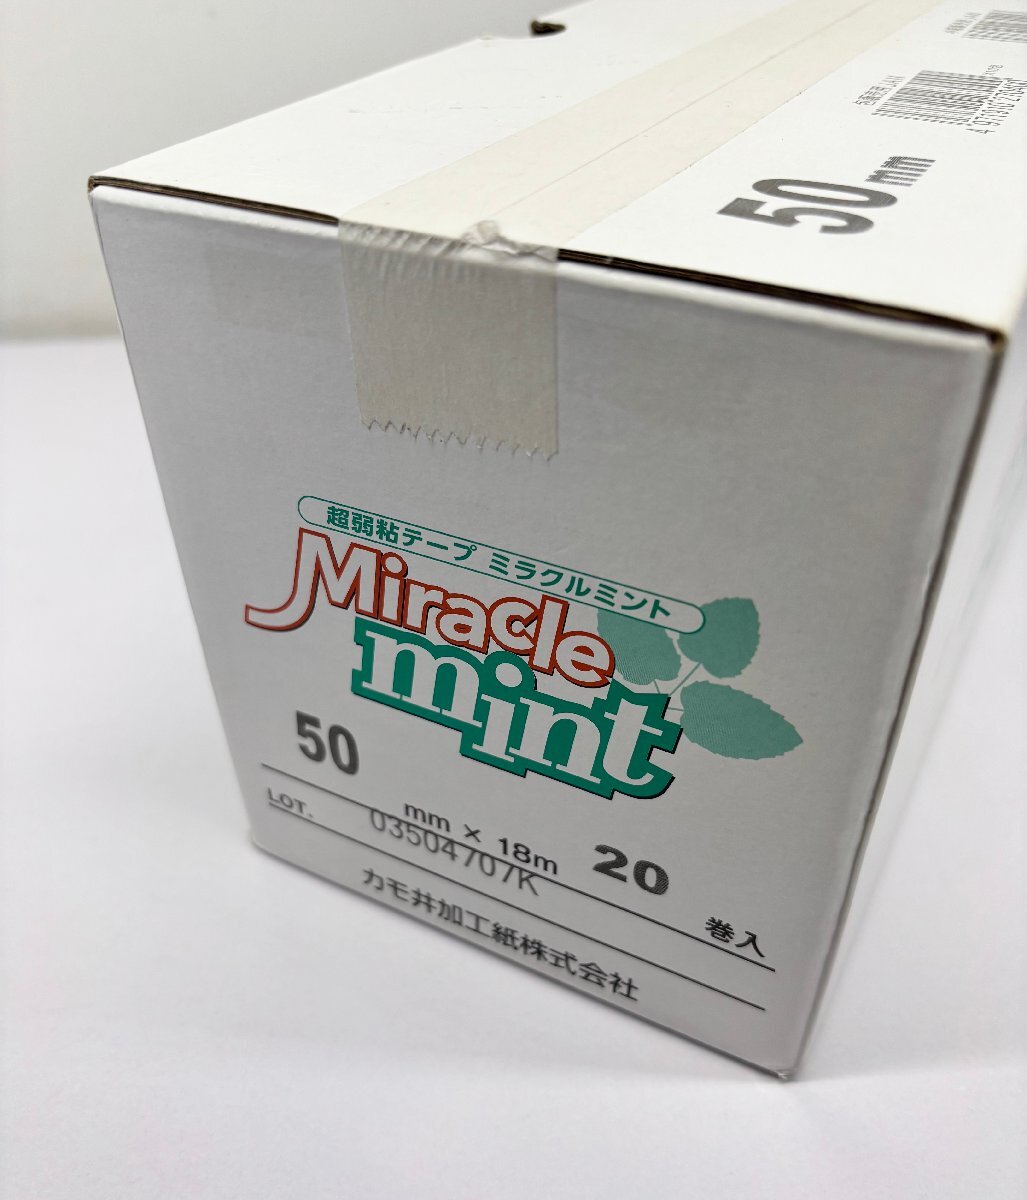 50mm
超弱粘テープ ミラクルミント
Miracle
mint
50 mm × 18m 20 巻入
LOT. 03504707K
カモ井加工紙株式会社